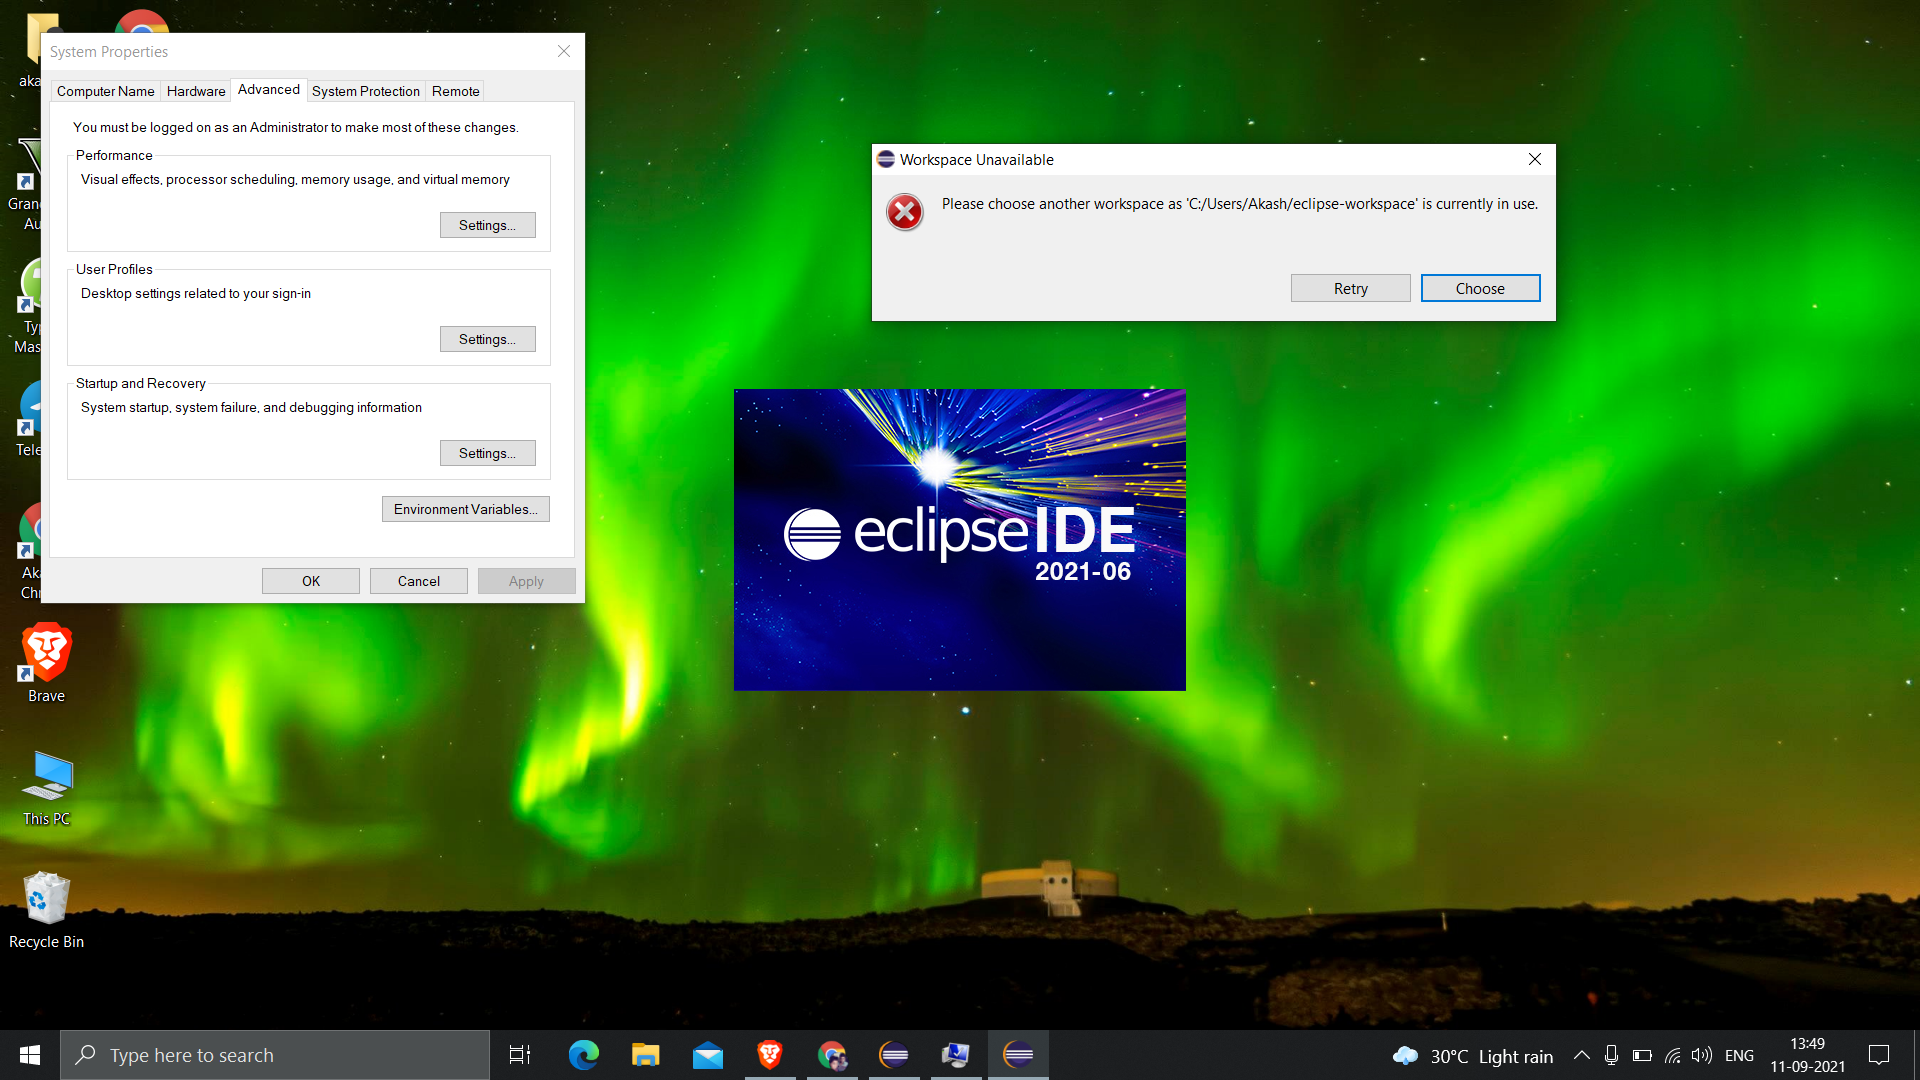 System Properties
Computer Name
Hardware
Advanced
System Protection
Remote
You must be logged on as an Administrator to make most of these changes.
Performance
Visual effects, processor scheduling, memory usage, and virtual memory
Settings...
User Profiles
Desktop settings related to your sign-in
Settings...
Startup and Recovery
System startup, system failure, and debugging information
Settings...
Environment Variables...
OK
Cancel
Apply
Workspace Unavailable
Please choose another workspace as 'C:/Users/Akash/eclipse-workspace' is currently in use.
Retry
Choose
eclipse IDE
2021-06
aka
Gran
Au
Typ
Mas
Tele
Aka
Chr
Brave
This PC
Recycle Bin
Type here to search
30°C Light rain
ENG
13:49
11-09-2021